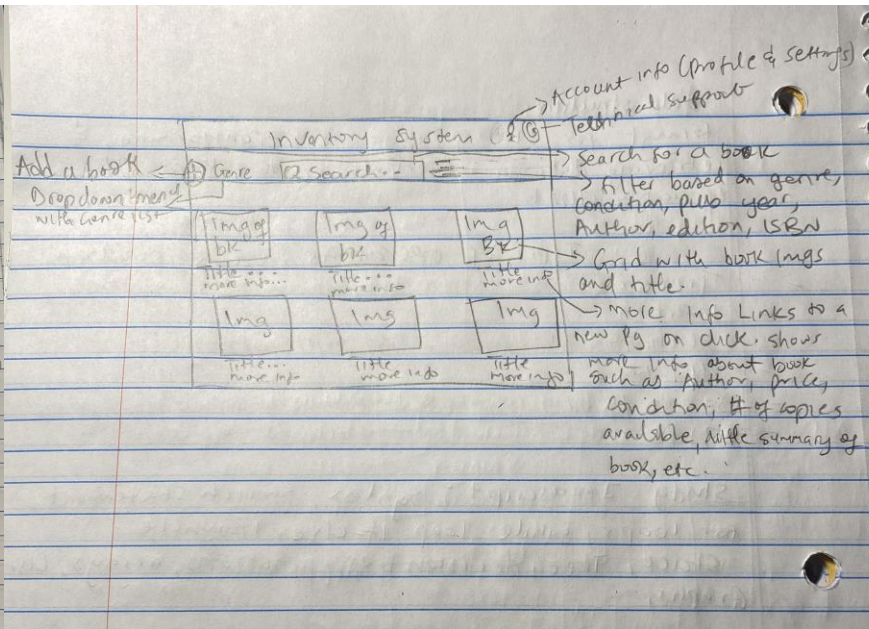 Account info (profile & settings)
Inventory system
Technical support
Add a book
Genre
Search...
Search for a book
Dropdown menu
with Genre list
filter based on genre,
condition, pub year,
Author, edition, ISBN
Img of
bk
Img of
bk
Img
Bk
Title...
more info...
Title...
more info
Title
more info
Grid with book imgs
and title.
Img
Img
Img
Title...
more info
Title
more info
Title
more info
more Info Links to a
new pg on click. shows
more info about book
such as Author, price,
condition, # of copies
available, little summary of
book, etc.